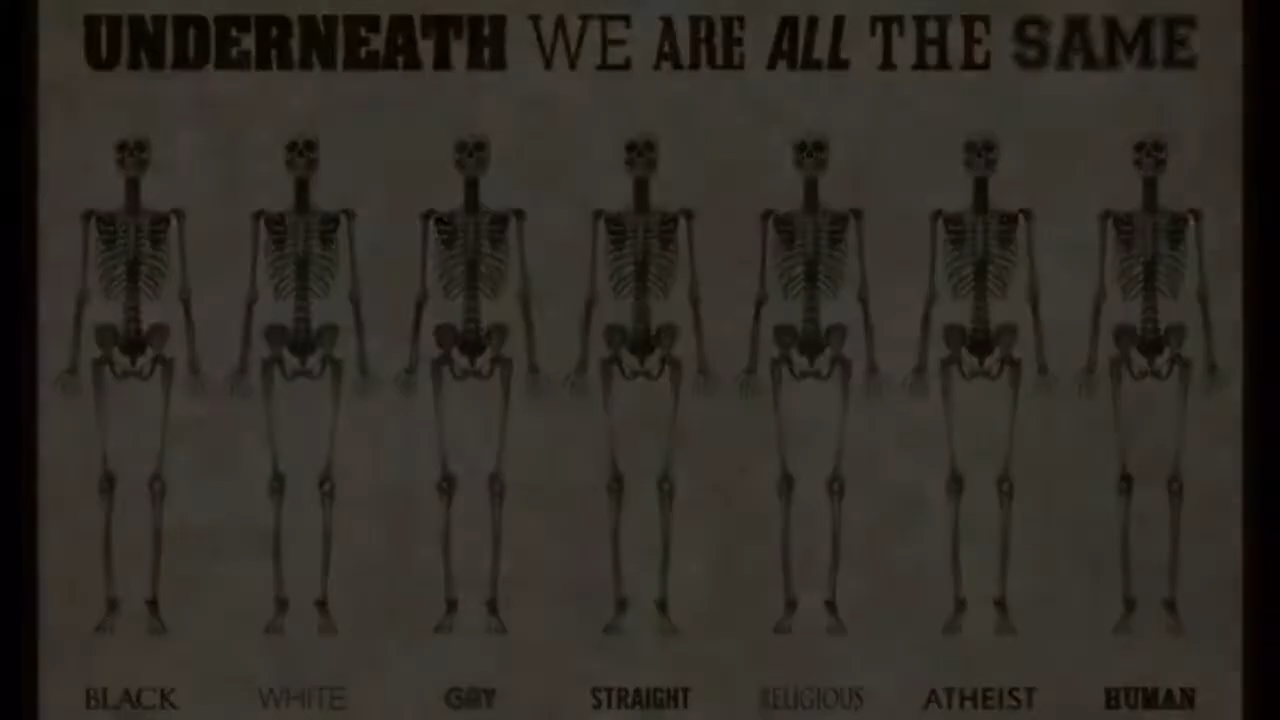 UNDERNEATH WE ARE ALL THE SAME
BLACK WHITE GAY STRAIGHT RELIGIOUS ATHEIST HUMAN